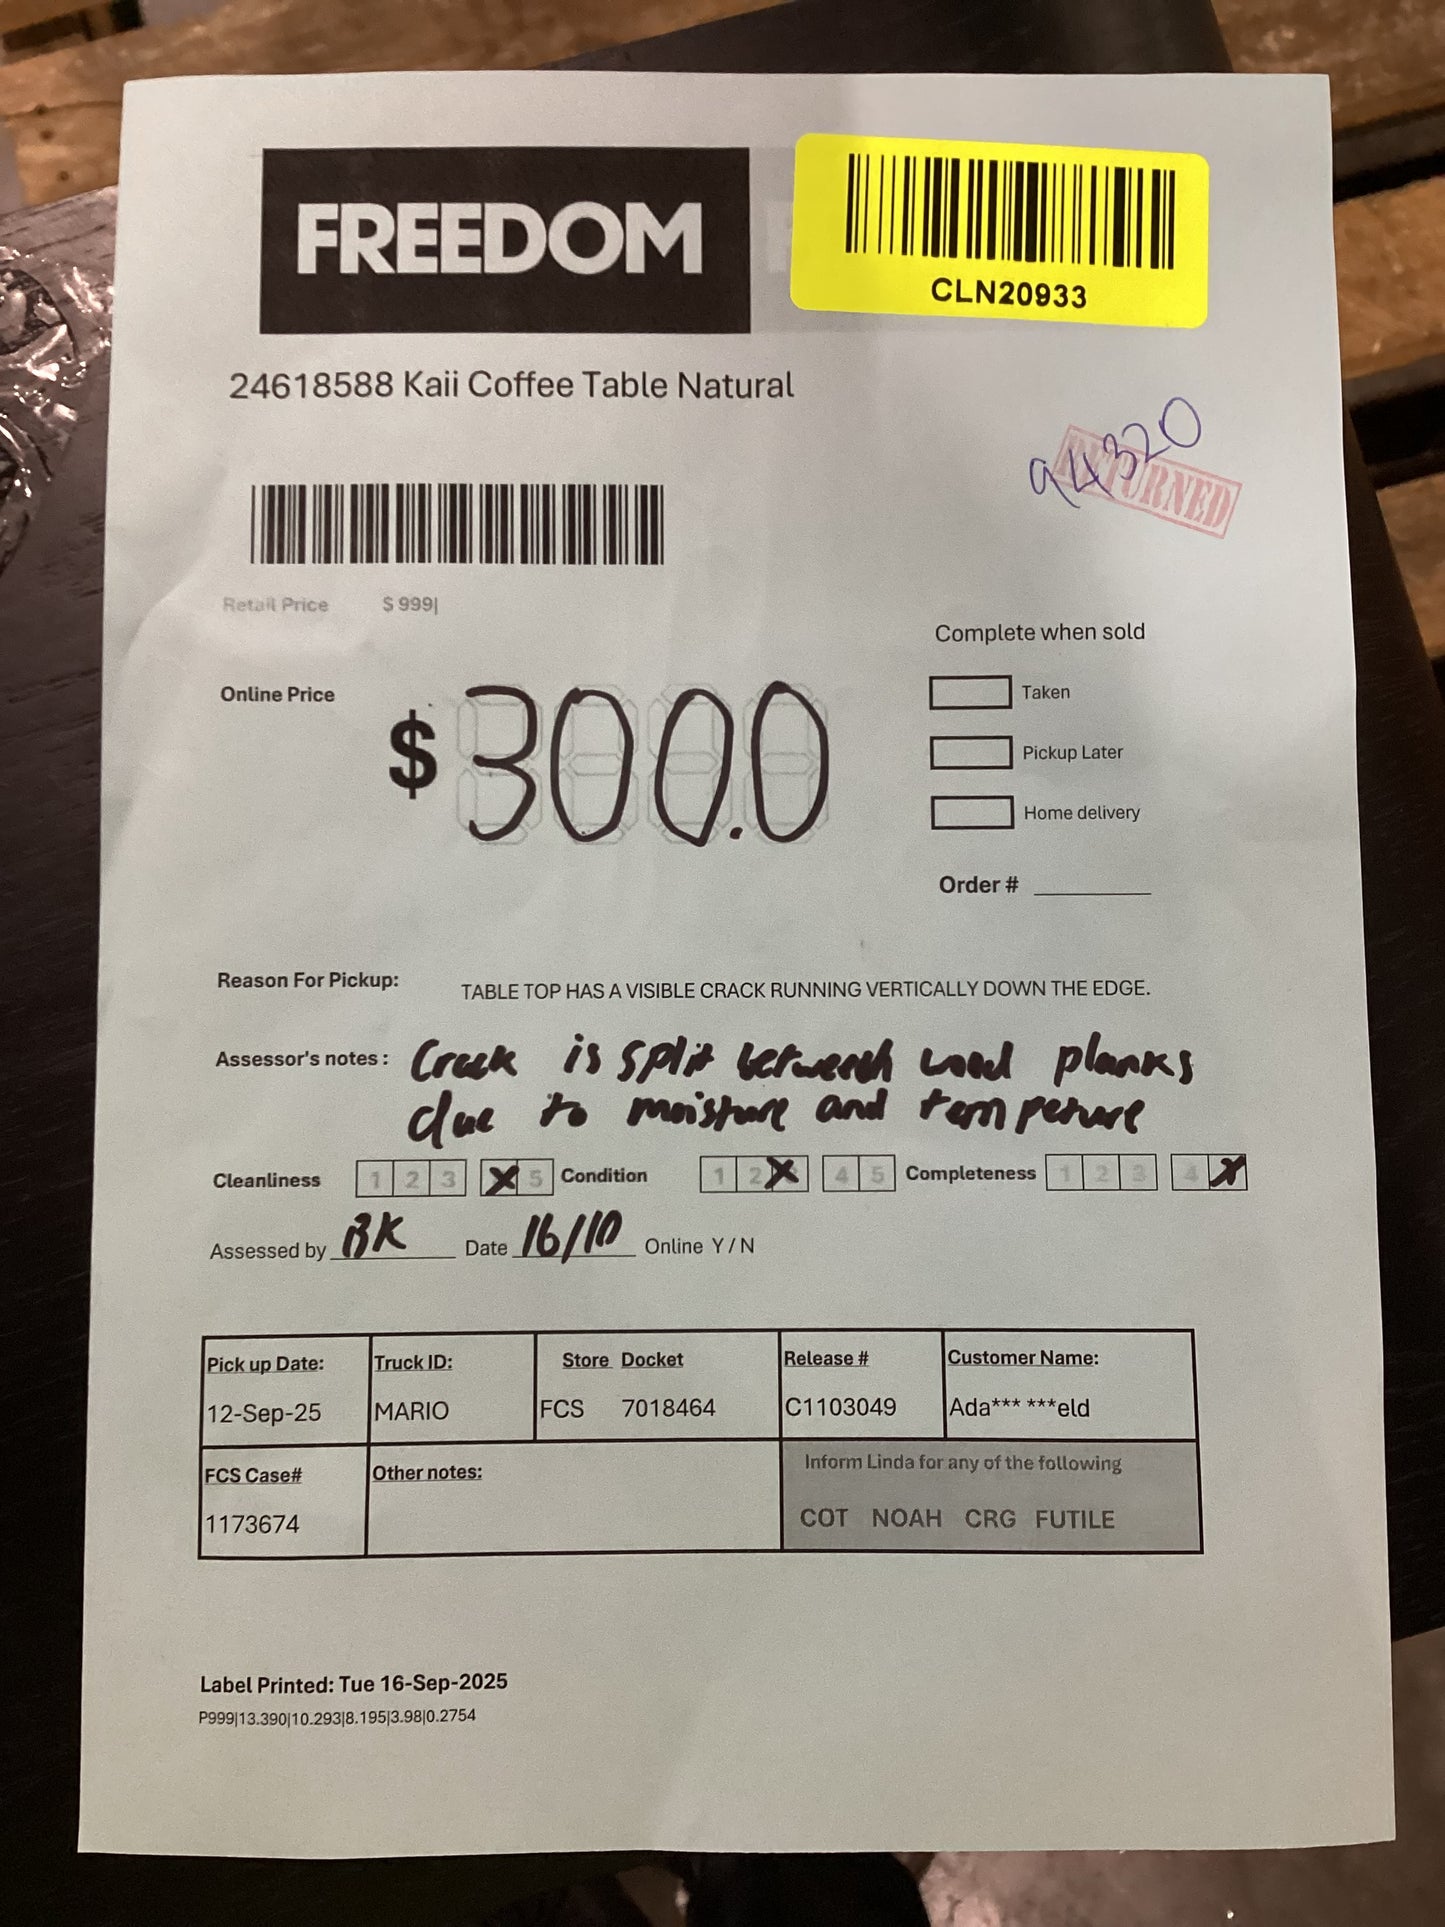 FREEDOM
CLN20933
24618588 Kaii Coffee Table Natural
94320
RETURNED
Retail Price $ 999|
Complete when sold
Taken
Online Price $ 300.0
Pickup Later
Home delivery
Order #
Reason For Pickup: TABLE TOP HAS A VISIBLE CRACK RUNNING VERTICALLY DOWN THE EDGE.
Assessor's notes: Crack is split between wood planks
due to moisture and temperure
Cleanliness 1 2 3 X 5 Condition 1 2 X 4 5 Completeness 1 2 3 4 X
Assessed by BK Date 16/10 Online Y / N
Pick up Date: Truck ID: Store Docket Release # Customer Name:
12-Sep-25 MARIO FCS 7018464 C1103049 Ada*** ***eld
FCS Case# Other notes: Inform Linda for any of the following
1173674 COT NOAH CRG FUTILE
Label Printed: Tue 16-Sep-2025
P999|13.390|10.293|8.195|3.98|0.2754